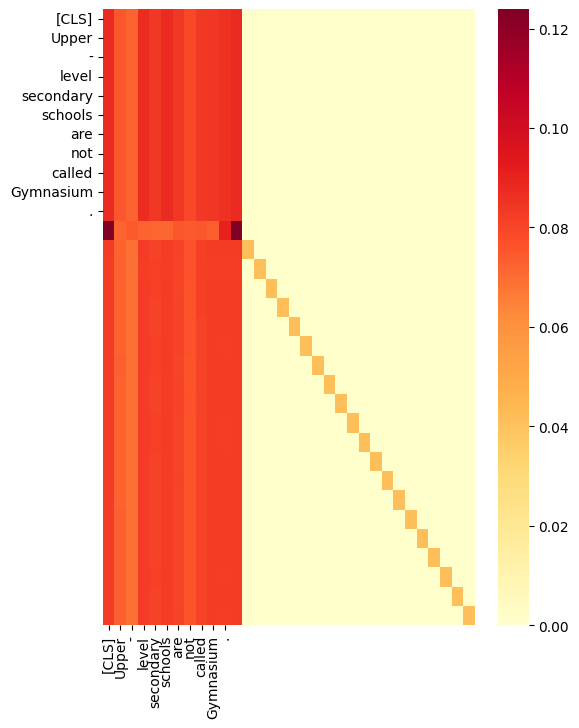 [CLS]
Upper
-
level
secondary
schools
are
not
called
Gymnasium
.
0.12
0.10
0.08
0.06
0.04
0.02
0.00
[CLS]
Upper
-
level
secondary
schools
are
not
called
Gymnasium
.